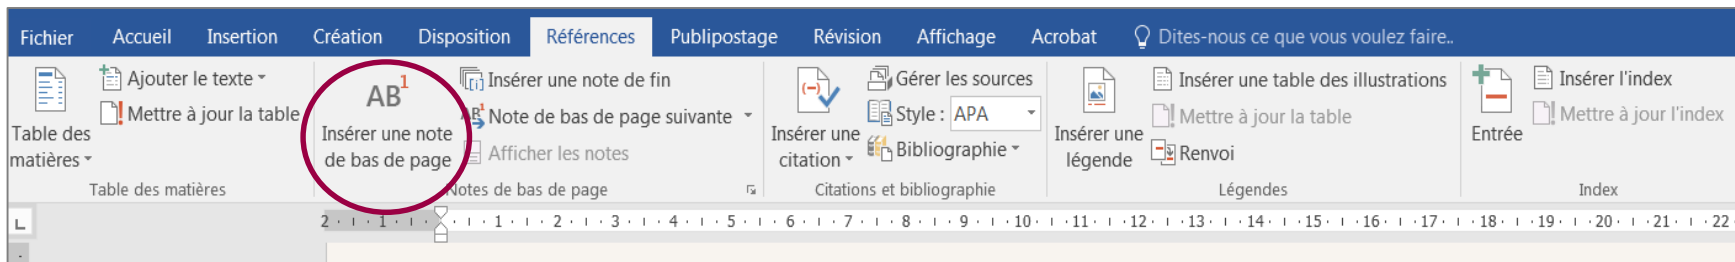 Fichier Accueil Insertion Création Disposition Références Publipostage Révision Affichage Acrobat Dites-nous ce que vous voulez faire..
Table des
matières
Ajouter le texte
Mettre à jour la table
Table des matières
AB1
Insérer une note
de bas de page
Insérer une note de fin
Note de bas de page suivante
Afficher les notes
Notes de bas de page
Insérer une
citation
Gérer les sources
Style : APA
Bibliographie
Citations et bibliographie
Insérer une
légende
Insérer une table des illustrations
Mettre à jour la table
Renvoi
Légendes
Entrée
Insérer l'index
Mettre à jour l'index
Index
L 2 1 1 2 3 4 5 6 7 8 9 10 11 12 13 14 15 16 17 18 19 20 21 22